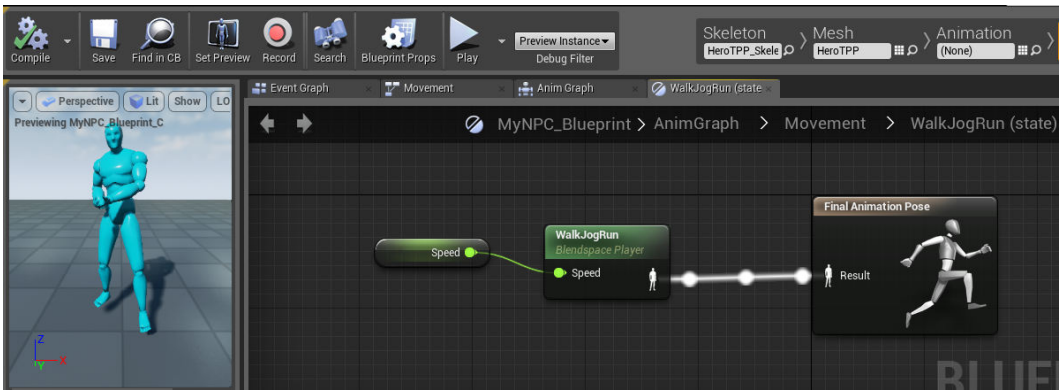 Compile
Save
Find in CB
Set Preview
Record
Search
Blueprint Props
Play
Preview Instance
Debug Filter
Skeleton
HeroTPP_Skele
Mesh
HeroTPP
Animation
(None)
Perspective
Lit
Show
LO
Previewing MyNPC_Blueprint_C
Z
X
Y
Event Graph
Movement
Anim Graph
WalkJogRun (state
MyNPC_Blueprint > AnimGraph > Movement > WalkJogRun (state)
Speed
WalkJogRun
Blendspace Player
Speed
Final Animation Pose
Result
BLUE